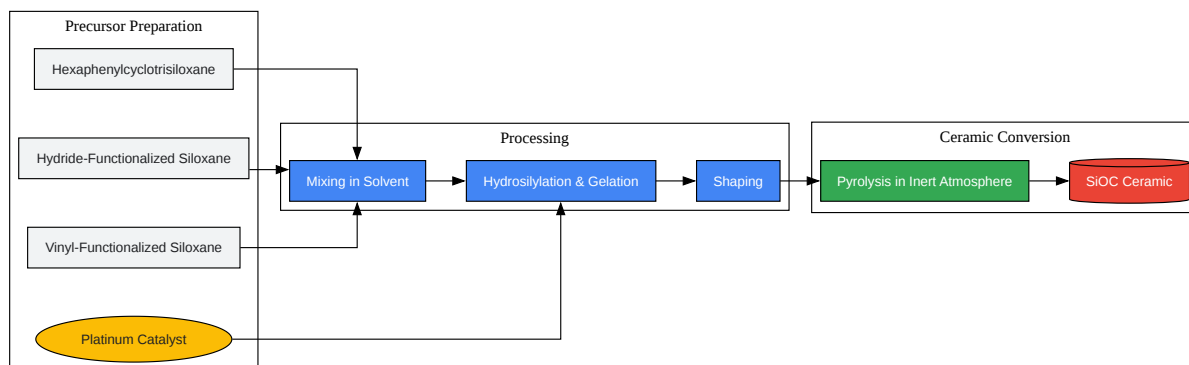 Precursor Preparation
Hexaphenylcyclotrisiloxane
Hydride-Functionalized Siloxane
Vinyl-Functionalized Siloxane
Platinum Catalyst
Processing
Mixing in Solvent
Hydrosilylation & Gelation
Shaping
Ceramic Conversion
Pyrolysis in Inert Atmosphere
SiOC Ceramic